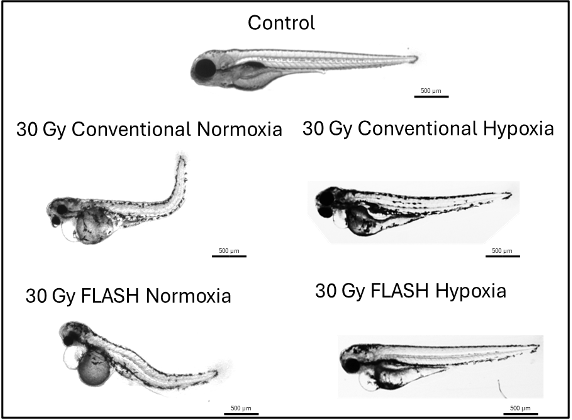 Control
500 µm
30 Gy Conventional Normoxia
30 Gy Conventional Hypoxia
500 µm
500 µm
30 Gy FLASH Normoxia
30 Gy FLASH Hypoxia
500 µm
500 µm